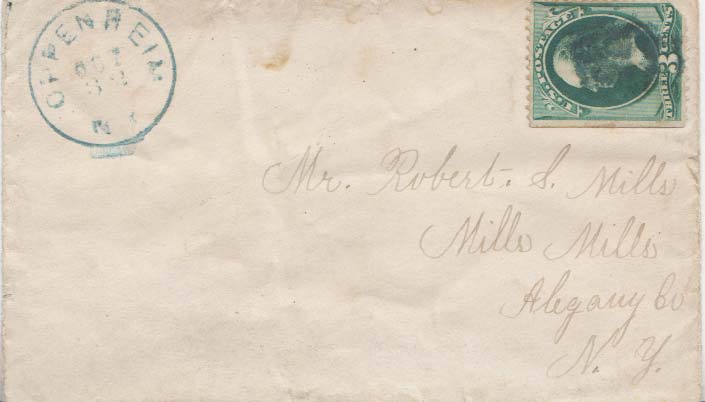 OPPENHEIM
OCT
N Y
U.S. POSTAGE
THREE 3 CENTS
Mr. Robert. S. Mills
Mills Mills
Alegany Co
N. Y.